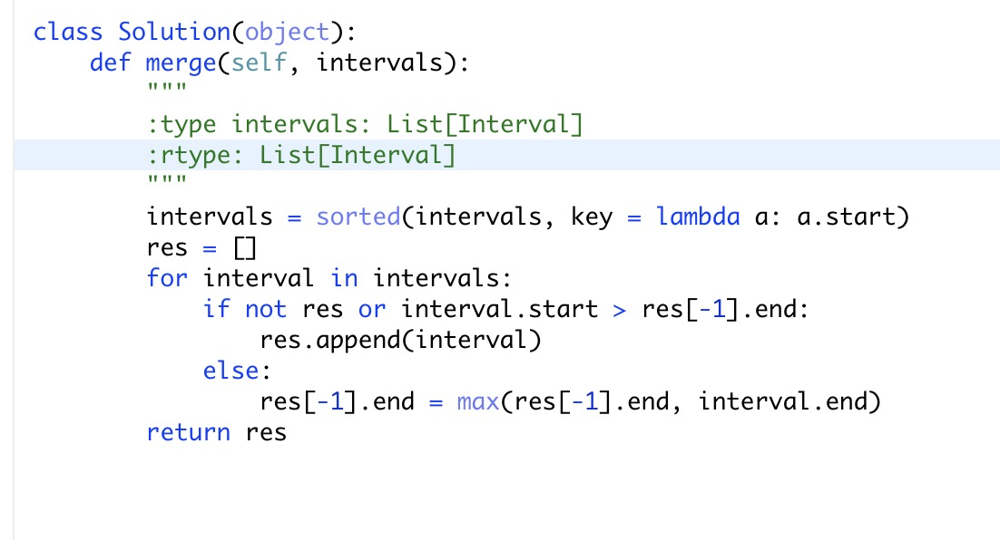 class Solution(object):
    def merge(self, intervals):
        """
        :type intervals: List[Interval]
        :rtype: List[Interval]
        """
        intervals = sorted(intervals, key = lambda a: a.start)
        res = []
        for interval in intervals:
            if not res or interval.start > res[-1].end:
                res.append(interval)
            else:
                res[-1].end = max(res[-1].end, interval.end)
        return res